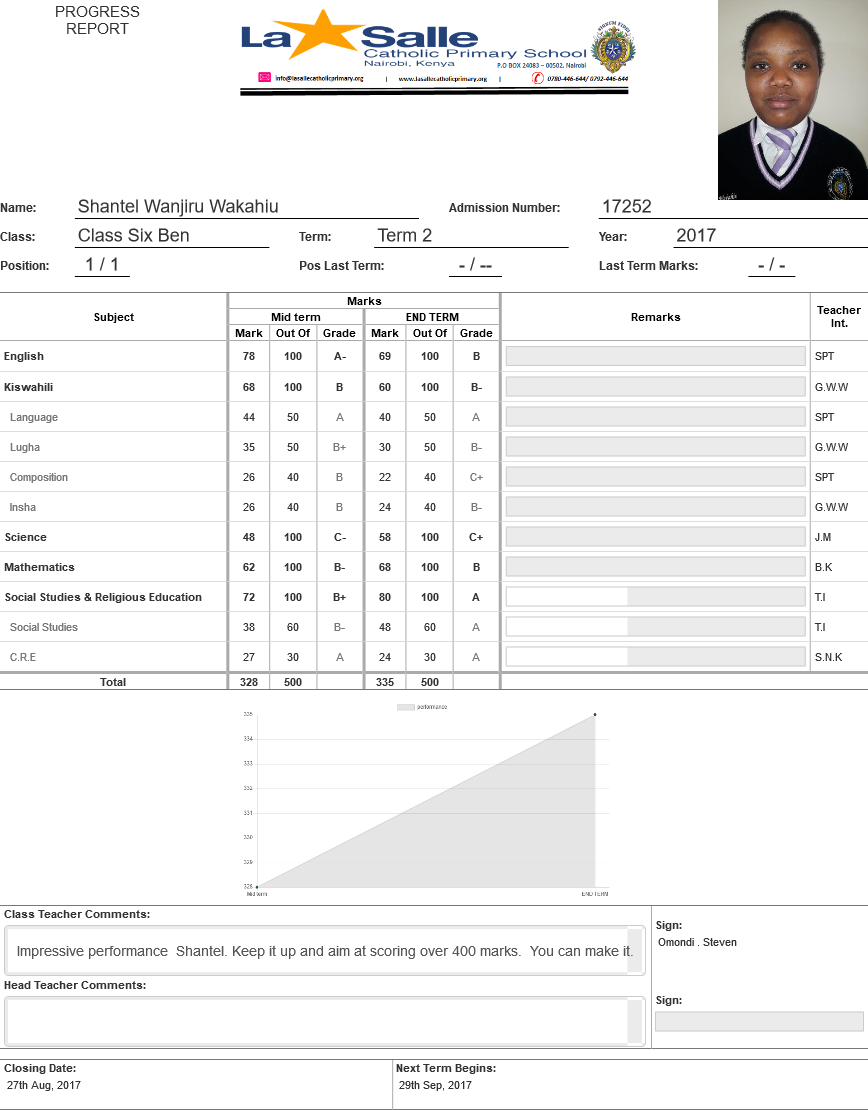 PROGRESS
REPORT
La Salle
Catholic Primary School
Nairobi, Kenya
P.O BOX 24083 – 00502, Nairobi
info@lasallecatholicprimary.org | www.lasallecatholicprimary.org | 0780-446-644/ 0792-446-644
Name: Shantel Wanjiru Wakahiu Admission Number: 17252
Class: Class Six Ben Term: Term 2 Year: 2017
Position: 1 / 1 Pos Last Term: - / -- Last Term Marks: - / -
Subject Marks Remarks Teacher Int.
Mid term END TERM
Mark Out Of Grade Mark Out Of Grade
English 78 100 A- 69 100 B SPT
Kiswahili 68 100 B 60 100 B- G.W.W
Language 44 50 A 40 50 A SPT
Lugha 35 50 B+ 30 50 B- G.W.W
Composition 26 40 B 22 40 C+ SPT
Insha 26 40 B 24 40 B- G.W.W
Science 48 100 C- 58 100 C+ J.M
Mathematics 62 100 B- 68 100 B B.K
Social Studies & Religious Education 72 100 B+ 80 100 A T.I
Social Studies 38 60 B- 48 60 A T.I
C.R.E 27 30 A 24 30 A S.N.K
Total 328 500 335 500
performance
335
334
333
332
331
330
329
328
Mid term END TERM
Class Teacher Comments:
Impressive performance Shantel. Keep it up and aim at scoring over 400 marks. You can make it.
Sign:
Omondi . Steven
Head Teacher Comments:
Sign:
Closing Date: Next Term Begins:
27th Aug, 2017 29th Sep, 2017